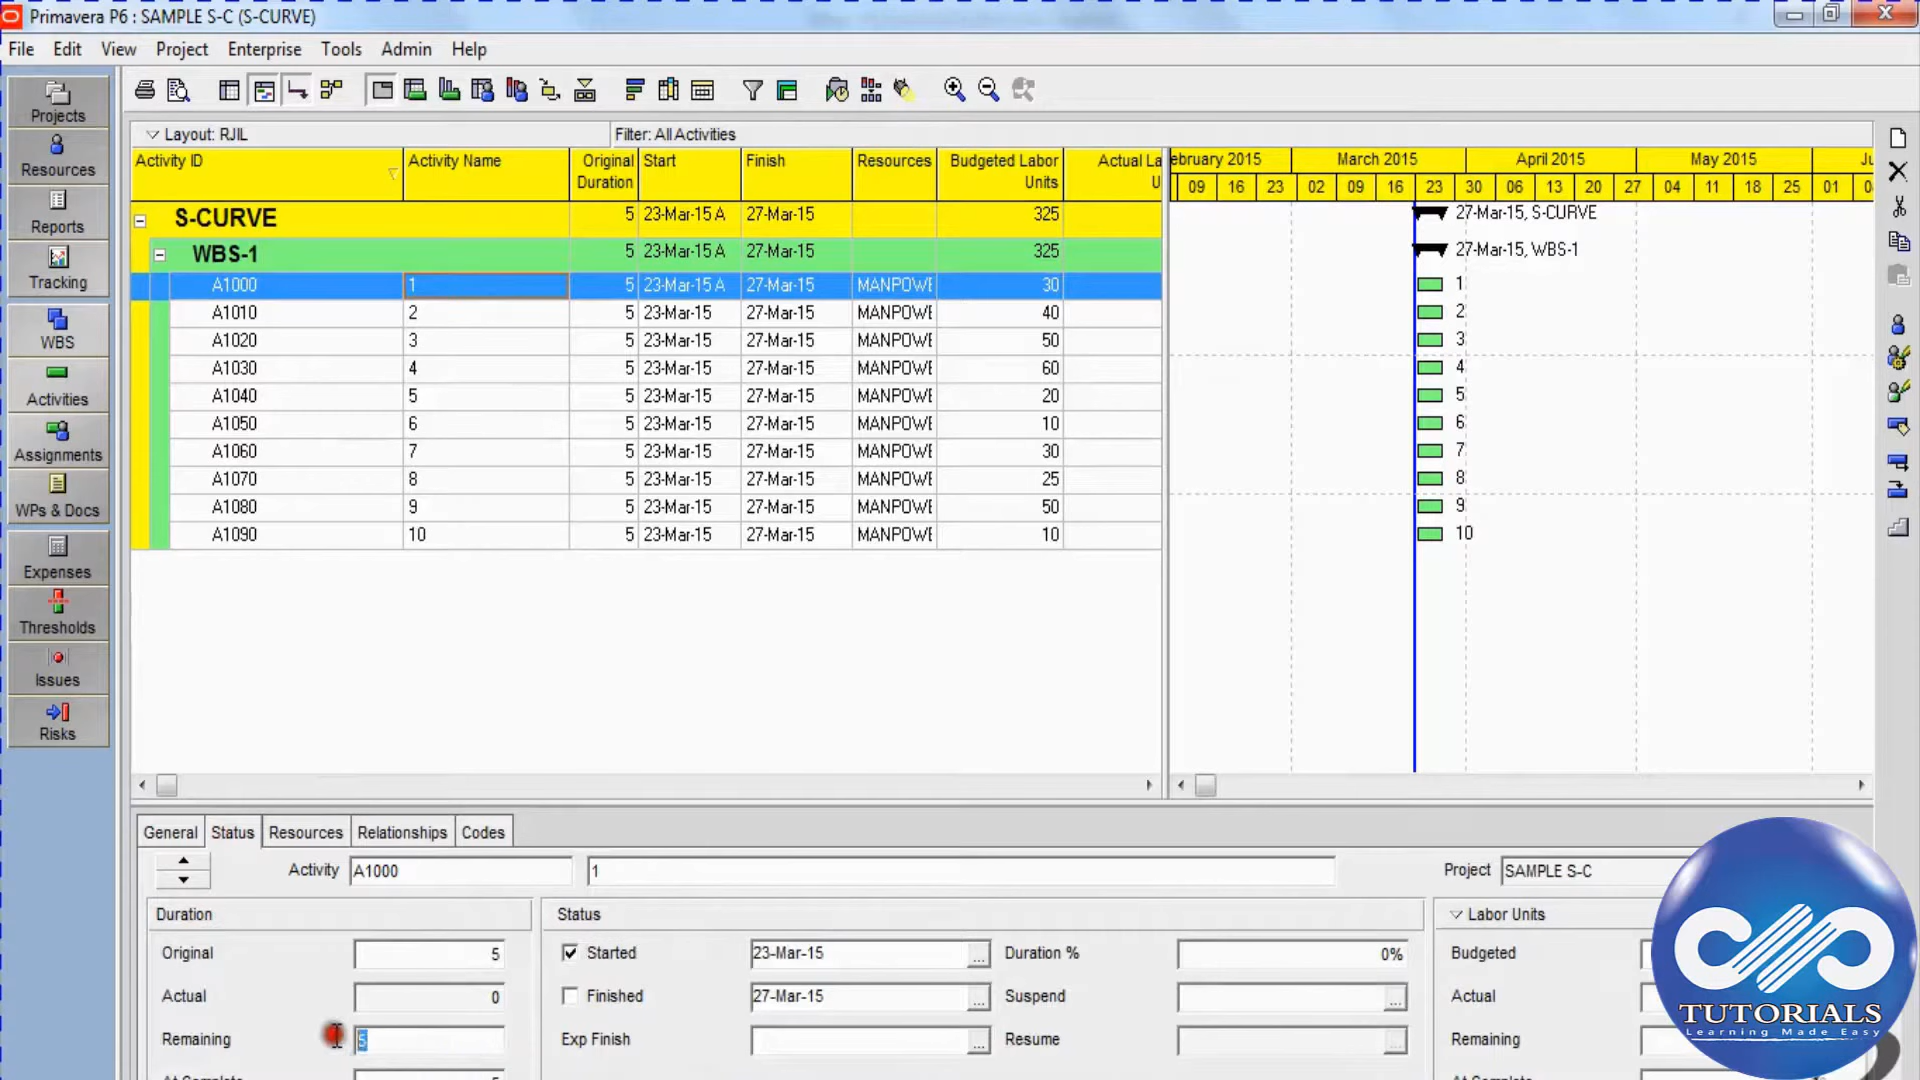 Primavera P6 : SAMPLE S-C (S-CURVE)
File Edit View Project Enterprise Tools Admin Help
Projects
Resources
Reports
Tracking
WBS
Activities
Assignments
WPs & Docs
Expenses
Thresholds
Issues
Risks
Layout: RJIL Filter: All Activities
Activity ID Activity Name Original Duration Start Finish Resources Budgeted Labor Units Actual La U
ebruary 2015 March 2015 April 2015 May 2015 Ju
09 16 23 02 09 16 23 30 06 13 20 27 04 11 18 25 01
S-CURVE 5 23-Mar-15 A 27-Mar-15 325 27-Mar-15, S-CURVE
WBS-1 5 23-Mar-15 A 27-Mar-15 325 27-Mar-15, WBS-1
A1000 1 5 23-Mar-15 A 27-Mar-15 MANPOWE 30 1
A1010 2 5 23-Mar-15 27-Mar-15 MANPOWE 40 2
A1020 3 5 23-Mar-15 27-Mar-15 MANPOWE 50 3
A1030 4 5 23-Mar-15 27-Mar-15 MANPOWE 60 4
A1040 5 5 23-Mar-15 27-Mar-15 MANPOWE 20 5
A1050 6 5 23-Mar-15 27-Mar-15 MANPOWE 10 6
A1060 7 5 23-Mar-15 27-Mar-15 MANPOWE 30 7
A1070 8 5 23-Mar-15 27-Mar-15 MANPOWE 25 8
A1080 9 5 23-Mar-15 27-Mar-15 MANPOWE 50 9
A1090 10 5 23-Mar-15 27-Mar-15 MANPOWE 10 10
General Status Resources Relationships Codes
Activity A1000 1 Project SAMPLE S-C
Duration Status Labor Units
Original 5 Started 23-Mar-15 ... Duration % 0% Budgeted
Actual 0 Finished 27-Mar-15 ... Suspend ... Actual
Remaining 5 Exp Finish ... Resume ... Remaining
TUTORIALS
Learning Made Easy